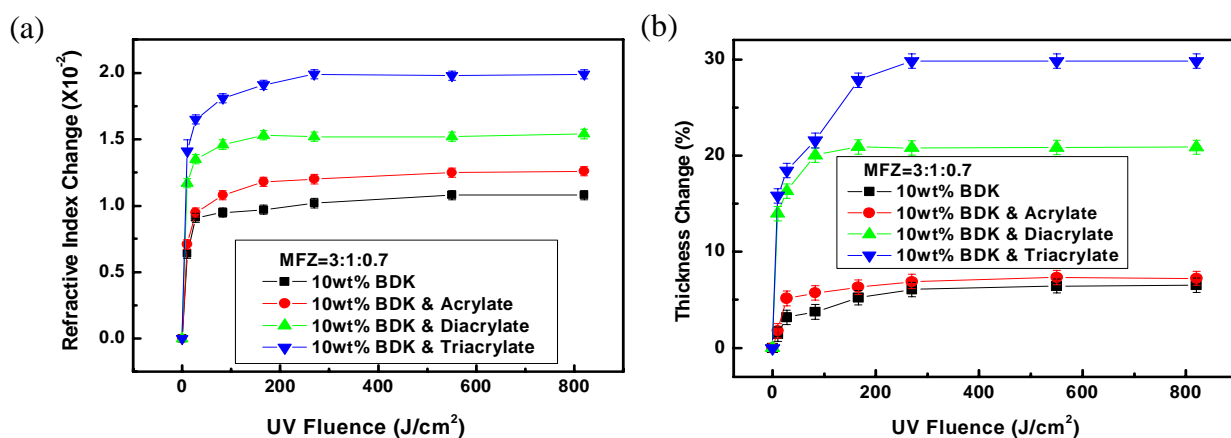 (a)
Refractive Index Change (X10⁻²)
2.0
1.5
1.0
0.5
0.0
MFZ=3:1:0.7
10wt% BDK
10wt% BDK & Acrylate
10wt% BDK & Diacrylate
10wt% BDK & Triacrylate
0 200 400 600 800
UV Fluence (J/cm²)
(b)
Thickness Change (%)
30
20
10
0
MFZ=3:1:0.7
10wt% BDK
10wt% BDK & Acrylate
10wt% BDK & Diacrylate
10wt% BDK & Triacrylate
0 200 400 600 800
UV Fluence (J/cm²)